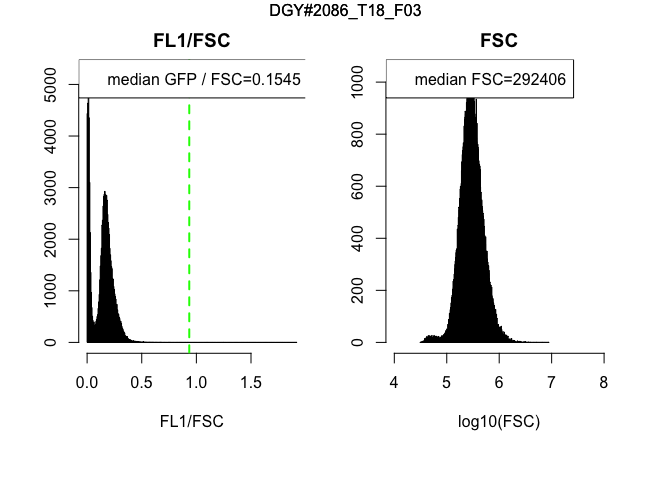 DGY#2086_T18_F03
FL1/FSC
median GFP / FSC=0.1545
0
1000
2000
3000
4000
5000
0.0 0.5 1.0 1.5
FL1/FSC
FSC
median FSC=292406
0
200
400
600
800
1000
4 5 6 7 8
log10(FSC)